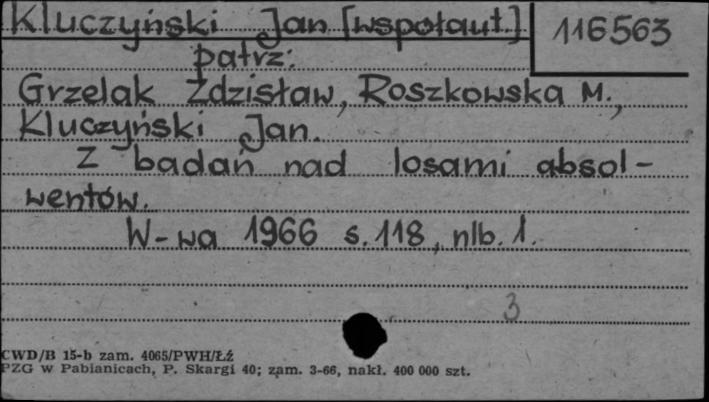 Kluczyński Jan [współaut.] 116563
patrz:
Grzelak Zdzisław, Roszkowska M.,
Kluczyński Jan.
Z badań nad losami absol-
wentów.
W-wa 1966 s. 118, nlb. 1.
3
CWD/B 15-b zam. 4065/PWH/Łź
PZG w Pabianicach, P. Skargi 40; zam. 3-66, nakł. 400 000 szt.